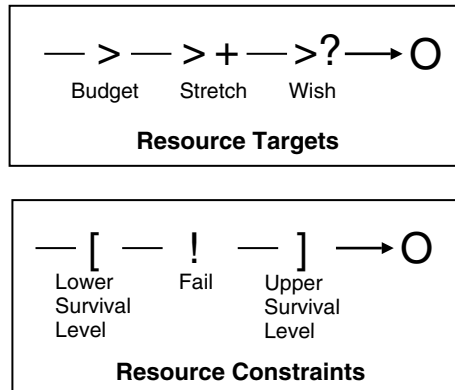 — > — > + — >? → O
Budget Stretch Wish
Resource Targets
— [ — ! — ] → O
Lower Survival Level Fail Upper Survival Level
Resource Constraints